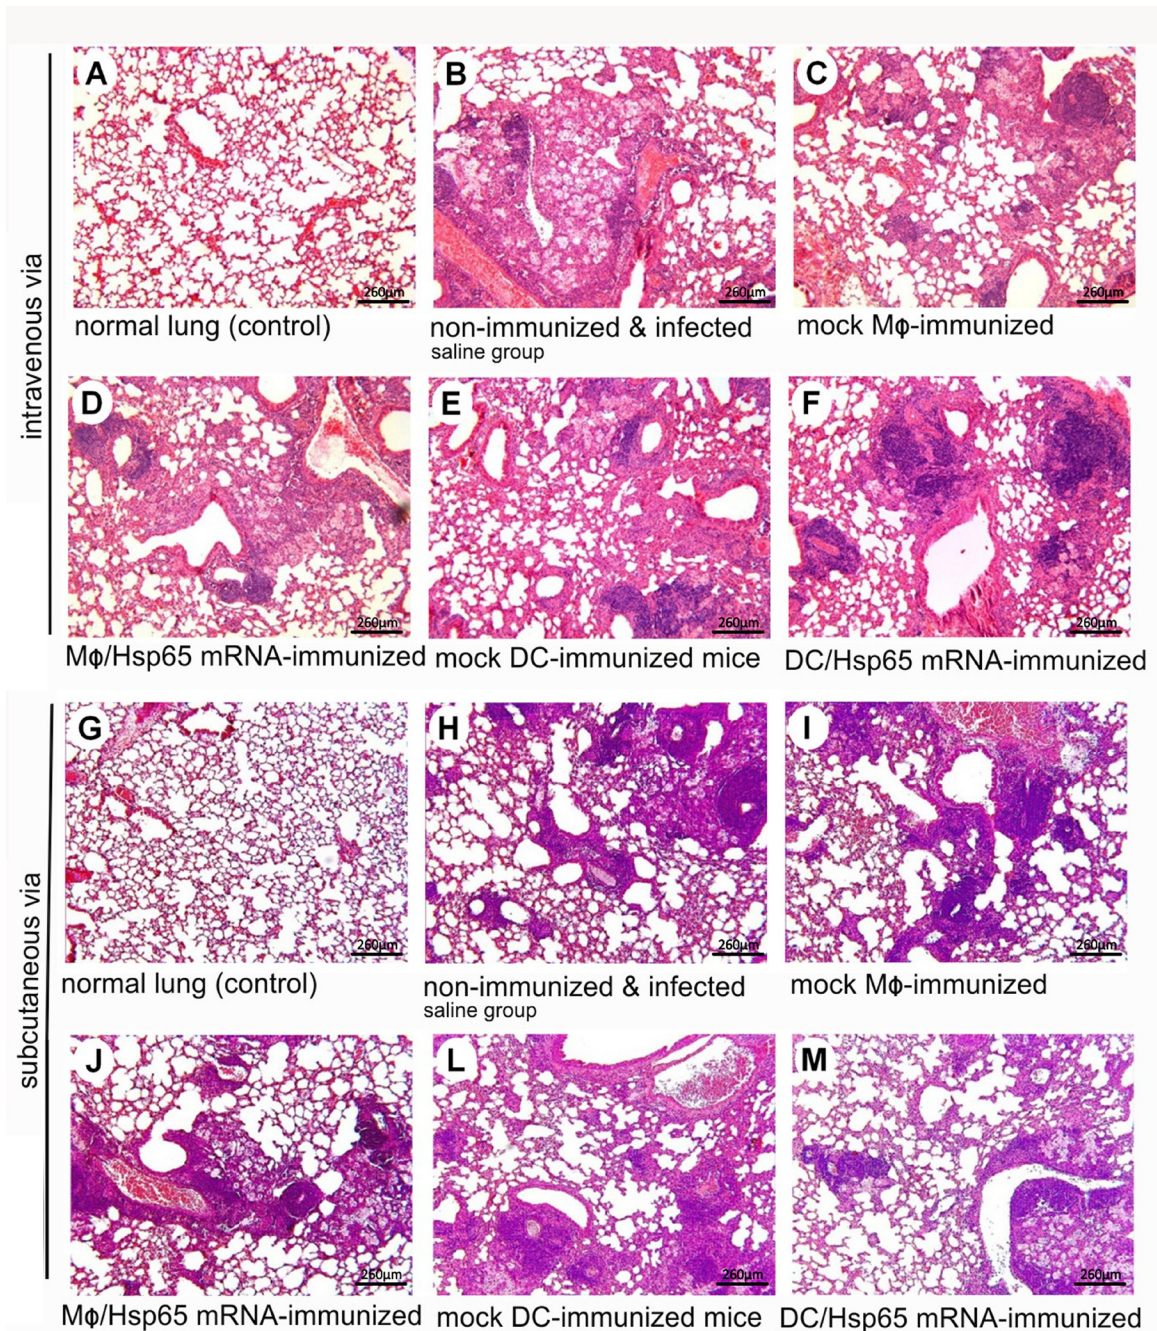 intravenous via
A
260µm
normal lung (control)
B
260µm
non-immunized & infected
saline group
C
260µm
mock Mϕ-immunized
D
260µm
Mϕ/Hsp65 mRNA-immunized
E
260µm
mock DC-immunized mice
F
260µm
DC/Hsp65 mRNA-immunized
subcutaneous via
G
260µm
normal lung (control)
H
260µm
non-immunized & infected
saline group
I
260µm
mock Mϕ-immunized
J
260µm
Mϕ/Hsp65 mRNA-immunized
L
260µm
mock DC-immunized mice
M
260µm
DC/Hsp65 mRNA-immunized